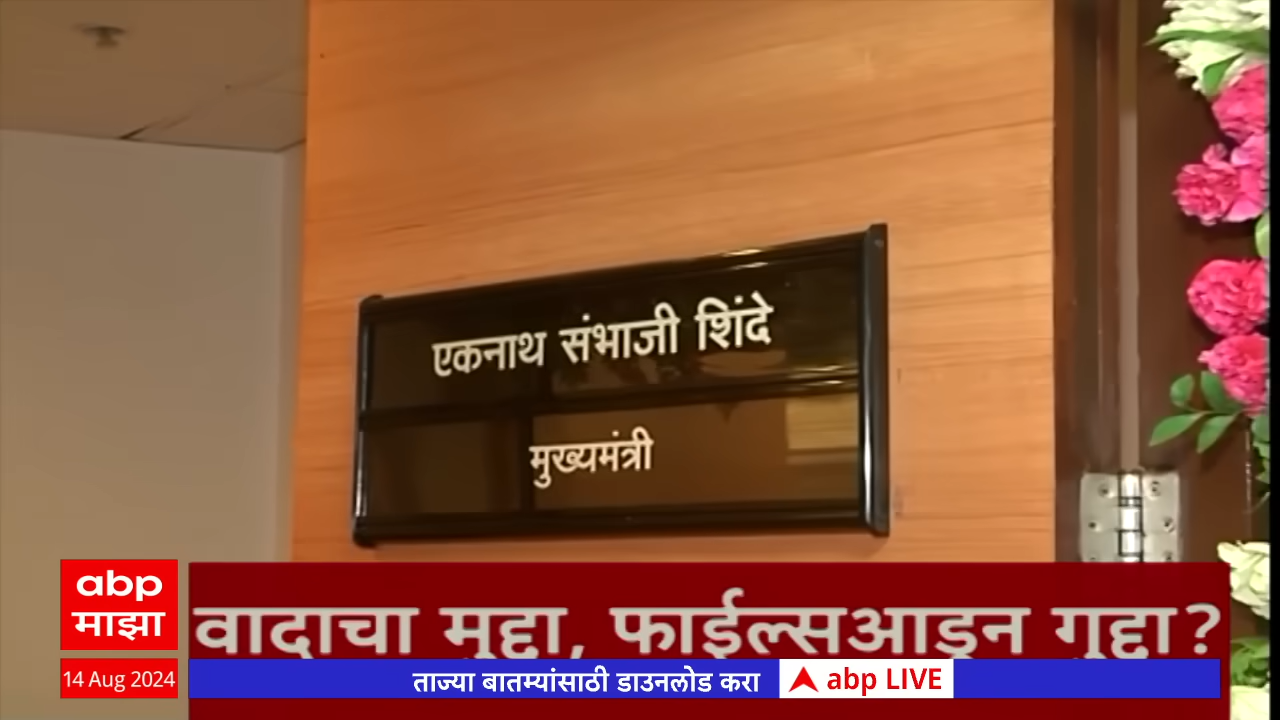 एकनाथ संभाजी शिंदे
मुख्यमंत्री
abp
माझा
वादाचा मुद्दा, फाईल्सआडून गुद्दा?
14 Aug 2024
ताज्या बातम्यांसाठी डाउनलोड करा abp LIVE